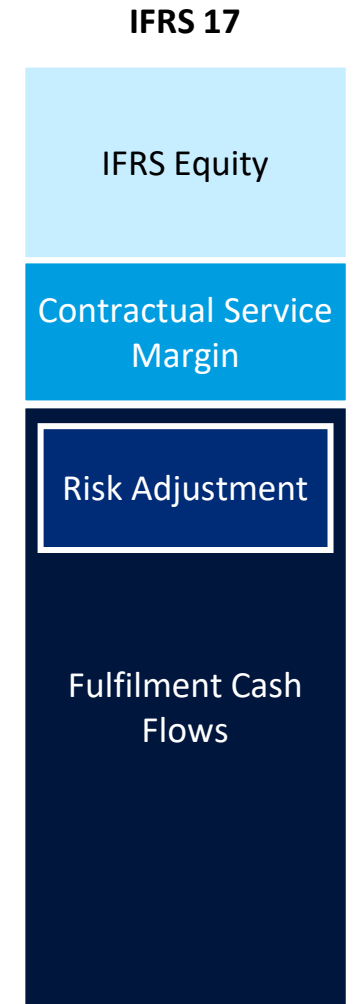 IFRS 17
IFRS Equity
Contractual Service
Margin
Risk Adjustment
Fulfilment Cash
Flows